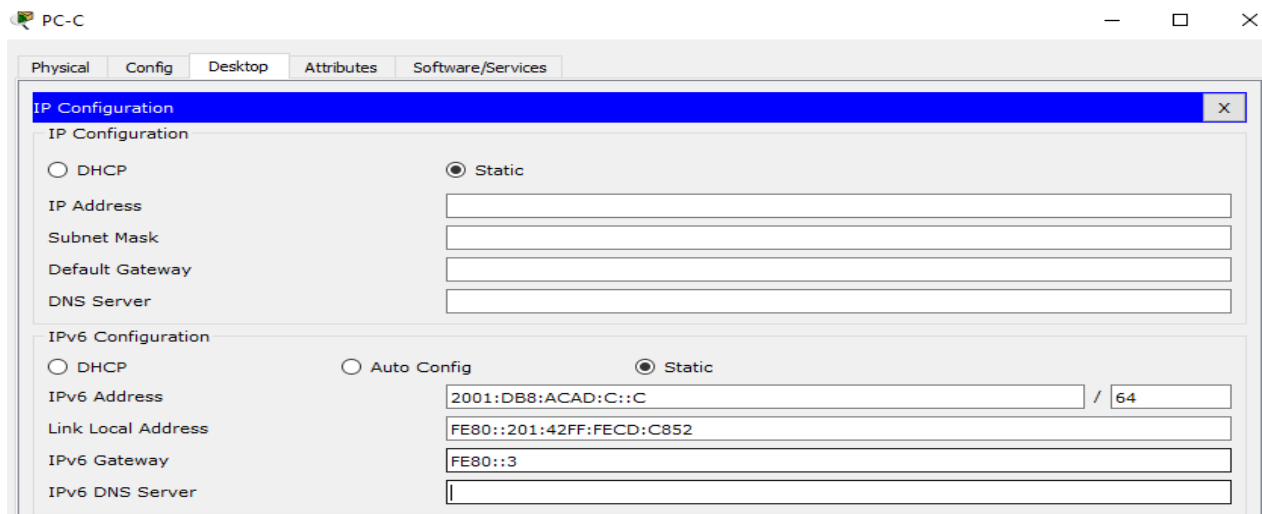 PC-C
Physical Config Desktop Attributes Software/Services
IP Configuration X
IP Configuration
DHCP Static
IP Address
Subnet Mask
Default Gateway
DNS Server
IPv6 Configuration
DHCP Auto Config Static
IPv6 Address 2001:DB8:ACAD:C::C / 64
Link Local Address FE80::201:42FF:FECD:C852
IPv6 Gateway FE80::3
IPv6 DNS Server